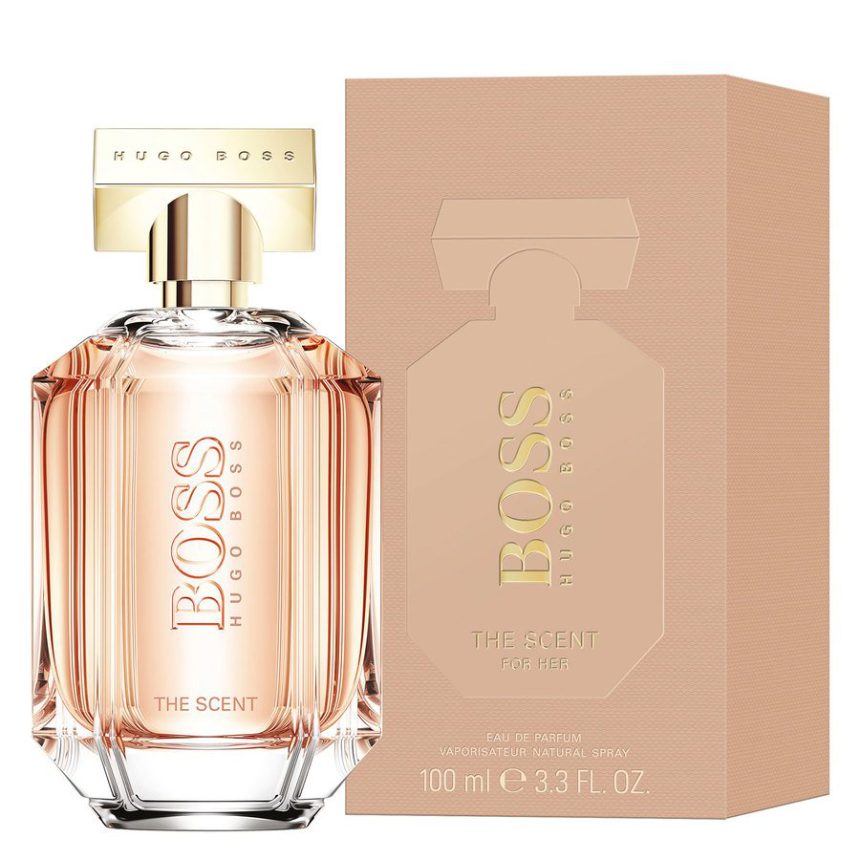 HUGO BOSS
BOSS
HUGO BOSS
THE SCENT
BOSS
HUGO BOSS
THE SCENT
FOR HER
EAU DE PARFUM
VAPORISATEUR NATURAL SPRAY
100 ml ℮ 3.3 FL. OZ.